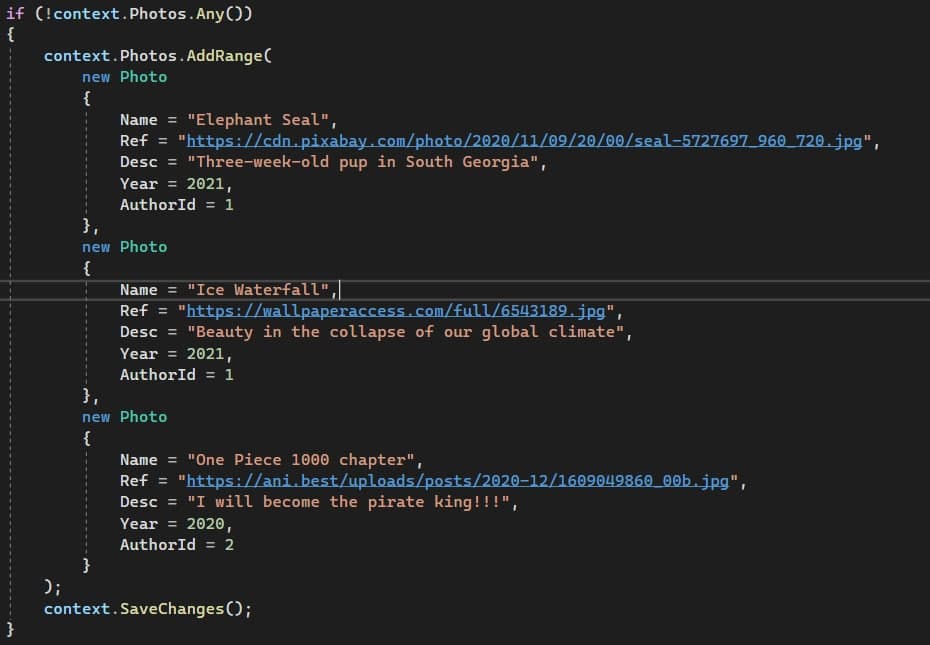 if (!context.Photos.Any())
{
    context.Photos.AddRange(
        new Photo
        {
            Name = "Elephant Seal",
            Ref = "https://cdn.pixabay.com/photo/2020/11/09/20/00/seal-5727697_960_720.jpg",
            Desc = "Three-week-old pup in South Georgia",
            Year = 2021,
            AuthorId = 1
        },
        new Photo
        {
            Name = "Ice Waterfall",
            Ref = "https://wallpaperaccess.com/full/6543189.jpg",
            Desc = "Beauty in the collapse of our global climate",
            Year = 2021,
            AuthorId = 1
        },
        new Photo
        {
            Name = "One Piece 1000 chapter",
            Ref = "https://ani.best/uploads/posts/2020-12/1609049860_00b.jpg",
            Desc = "I will become the pirate king!!!",
            Year = 2020,
            AuthorId = 2
        }
    );
    context.SaveChanges();
}